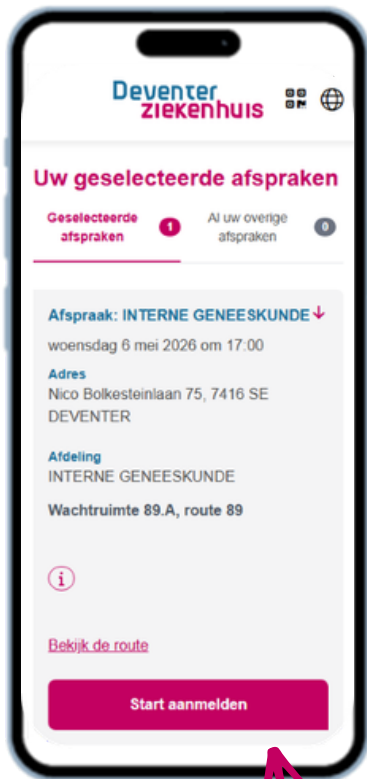 Deventer
ziekenhuis
Uw geselecteerde afspraken
Geselecteerde
afspraken
1
Al uw overige
afspraken
0
Afspraak: INTERNE GENEESKUNDE
woensdag 6 mei 2026 om 17:00
Adres
Nico Bolkesteinlaan 75, 7416 SE
DEVENTER
Afdeling
INTERNE GENEESKUNDE
Wachtruimte 89.A, route 89
i
Bekijk de route
Start aanmelden